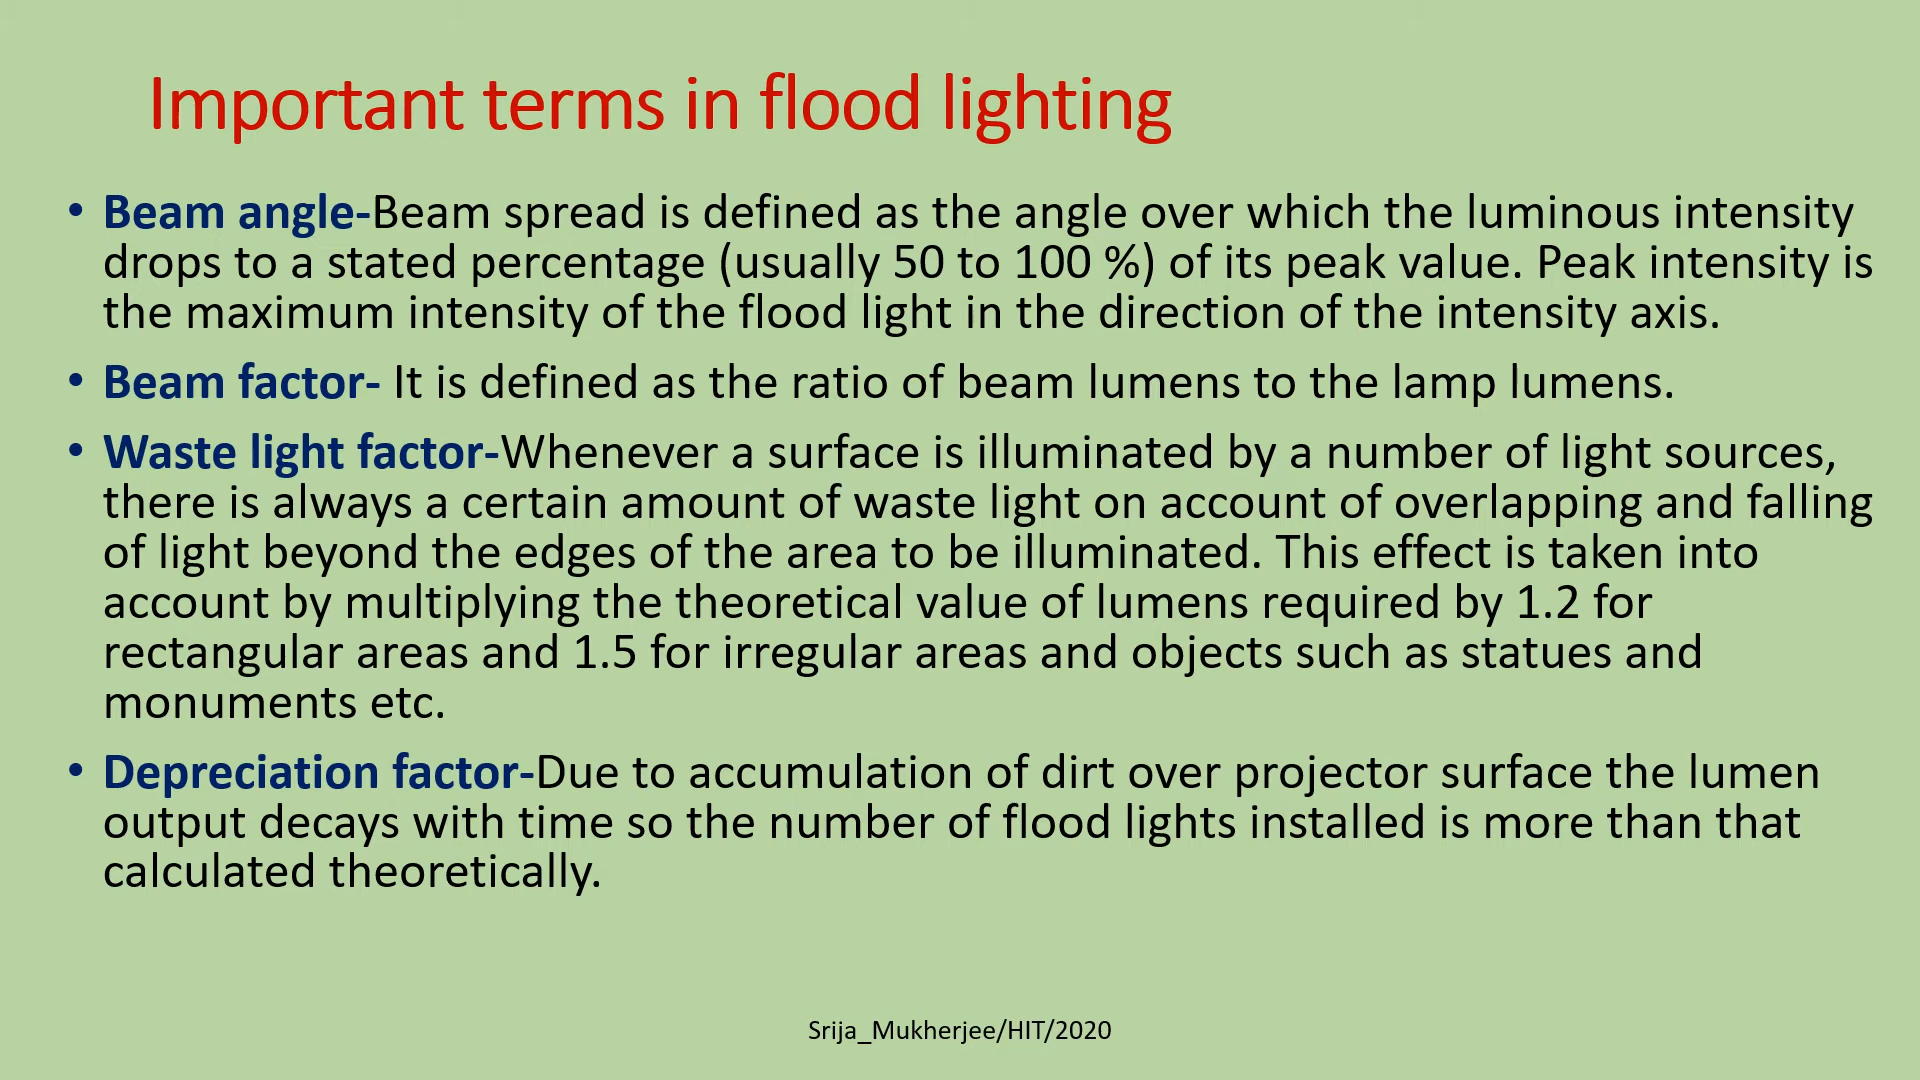 Important terms in flood lighting
• Beam angle-Beam spread is defined as the angle over which the luminous intensity
drops to a stated percentage (usually 50 to 100 %) of its peak value. Peak intensity is
the maximum intensity of the flood light in the direction of the intensity axis.
• Beam factor- It is defined as the ratio of beam lumens to the lamp lumens.
• Waste light factor-Whenever a surface is illuminated by a number of light sources,
there is always a certain amount of waste light on account of overlapping and falling
of light beyond the edges of the area to be illuminated. This effect is taken into
account by multiplying the theoretical value of lumens required by 1.2 for
rectangular areas and 1.5 for irregular areas and objects such as statues and
monuments etc.
• Depreciation factor-Due to accumulation of dirt over projector surface the lumen
output decays with time so the number of flood lights installed is more than that
calculated theoretically.
Srija_Mukherjee/HIT/2020